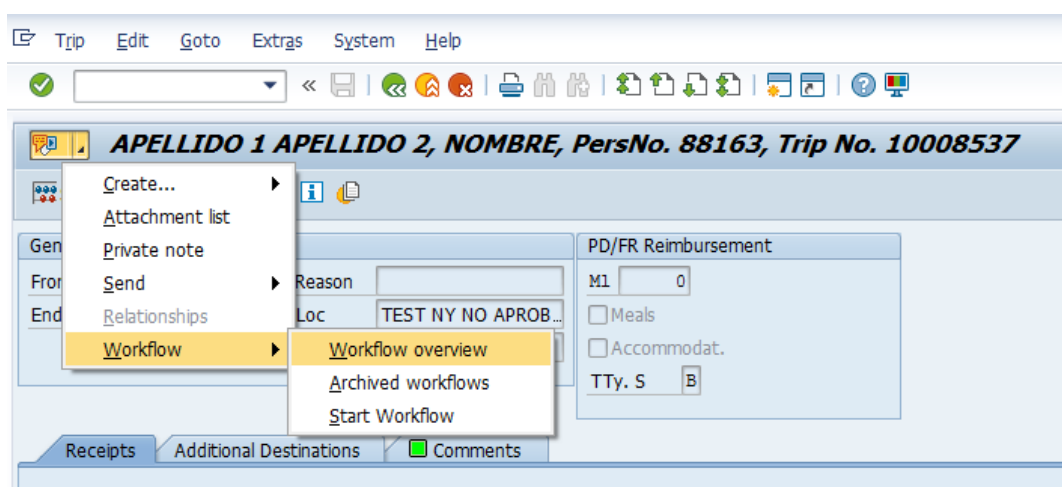 Trip Edit Goto Extras System Help
APELLIDO 1 APELLIDO 2, NOMBRE, PersNo. 88163, Trip No. 10008537
Create...
Attachment list
Private note
Send
Relationships
Workflow
Workflow overview
Archived workflows
Start Workflow
Gen
Reason
Loc TEST NY NO APROB...
PD/FR Reimbursement
M1 0
Meals
Accommodat.
TTy. S B
Receipts Additional Destinations Comments